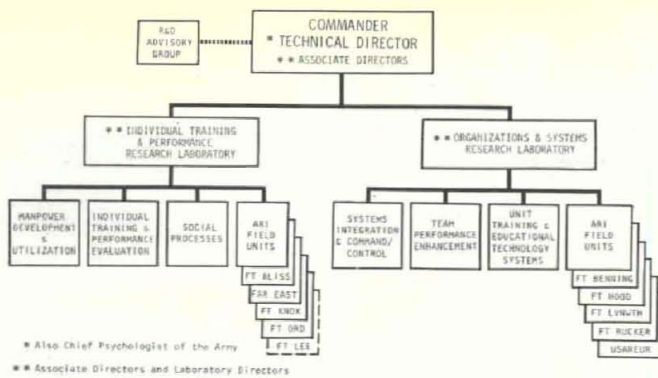 R&D
ADVISORY
GROUP
COMMANDER
* TECHNICAL DIRECTOR
** ASSOCIATE DIRECTORS
** INDIVIDUAL TRAINING
& PERFORMANCE
RESEARCH LABORATORY
** ORGANIZATIONS & SYSTEMS
RESEARCH LABORATORY
MANPOWER
DEVELOPMENT
&
UTILIZATION
INDIVIDUAL
TRAINING &
PERFORMANCE
EVALUATION
SOCIAL
PROCESSES
ARI
FIELD
UNITS
FT BLISS
FAR EAST
FT KNOX
FT ORD
FT LEE
SYSTEMS
INTEGRATION
& COMMAND/
CONTROL
TEAM
PERFORMANCE
ENHANCEMENT
UNIT
TRAINING &
EDUCATIONAL
TECHNOLOGY
SYSTEMS
ARI
FIELD
UNITS
FT BENNING
FT HOOD
FT LVNWTH
FT RUCKER
USAREUR
* Also Chief Psychologist of the Army
** Associate Directors and Laboratory Directors